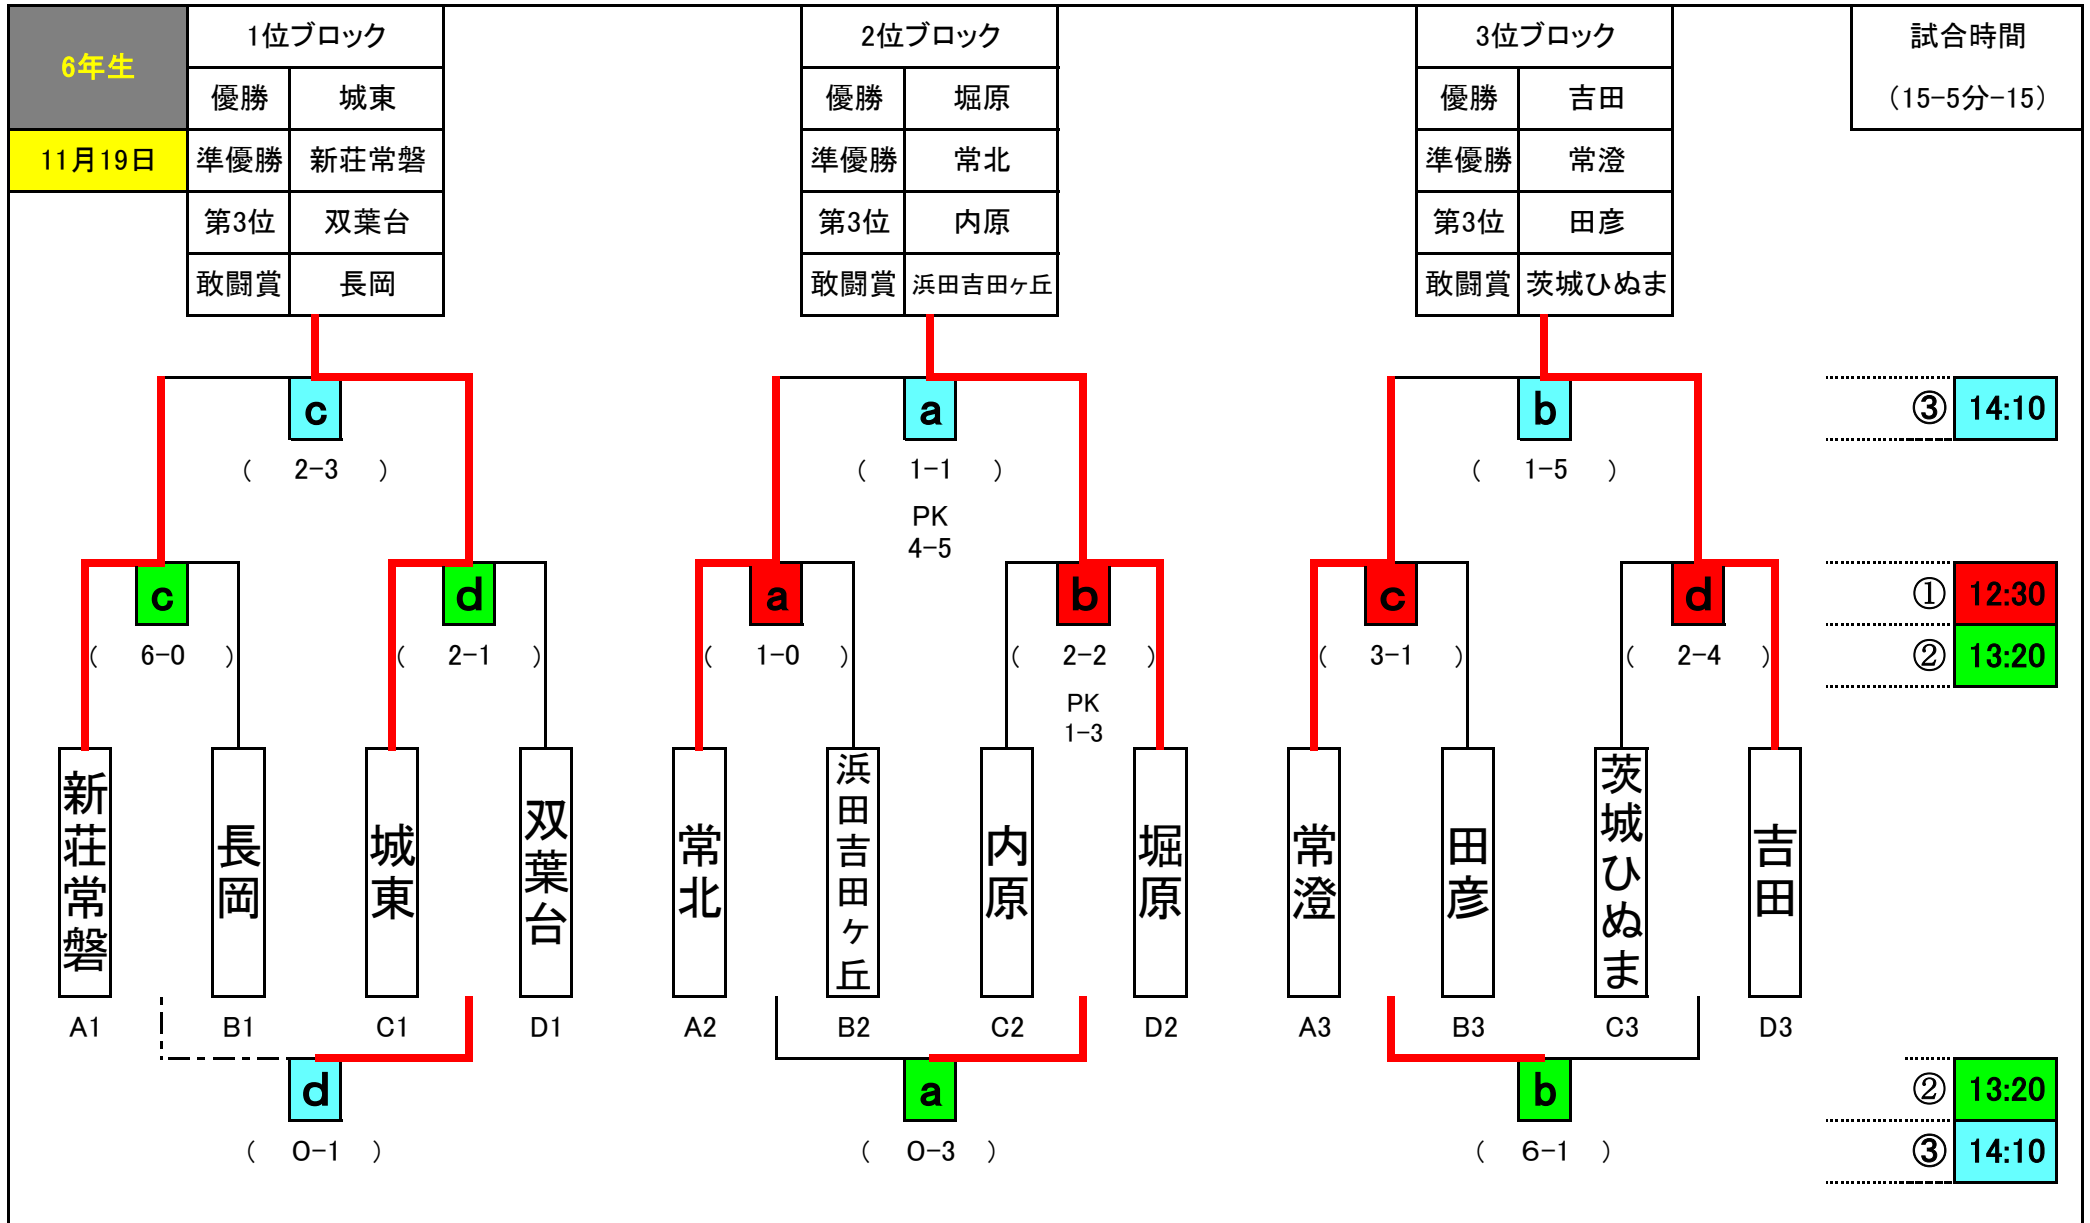 6年生
11月19日
1位ブロック
優勝 城東
準優勝 新荘常磐
第3位 双葉台
敢闘賞 長岡
2位ブロック
優勝 堀原
準優勝 常北
第3位 内原
敢闘賞 浜田吉田ヶ丘
3位ブロック
優勝 吉田
準優勝 常澄
第3位 田彦
敢闘賞 茨城ひぬま
試合時間
(15-5分-15)
c a b ③ 14:10
( 2-3 ) ( 1-1 ) ( 1-5 )
PK
4-5
c d a b c d ① 12:30
( 6-0 ) ( 2-1 ) ( 1-0 ) ( 2-2 ) ( 3-1 ) ( 2-4 ) ② 13:20
PK
1-3
新荘常磐
長岡
城東
双葉台
常北
浜田吉田ヶ丘
内原
堀原
常澄
田彦
茨城ひぬま
吉田
A1 B1 C1 D1 A2 B2 C2 D2 A3 B3 C3 D3
d a b ② 13:20
( 0-1 ) ( 0-3 ) ( 6-1 ) ③ 14:10